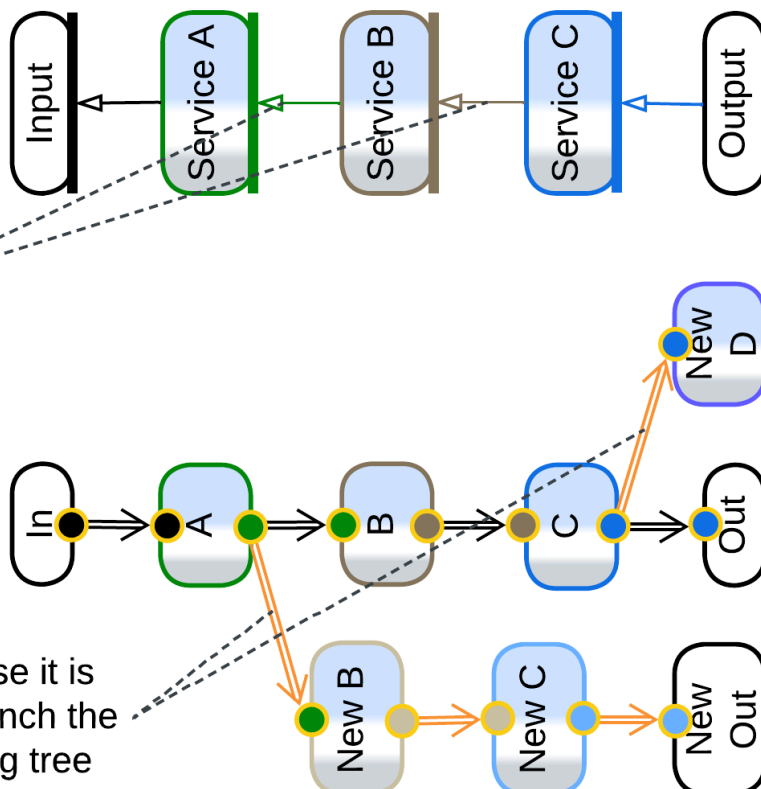 Input
Service A
Service B
Service C
Output
New
D
In
A
B
C
Out
se it is
nch the
g tree
New B
New C
New
Out